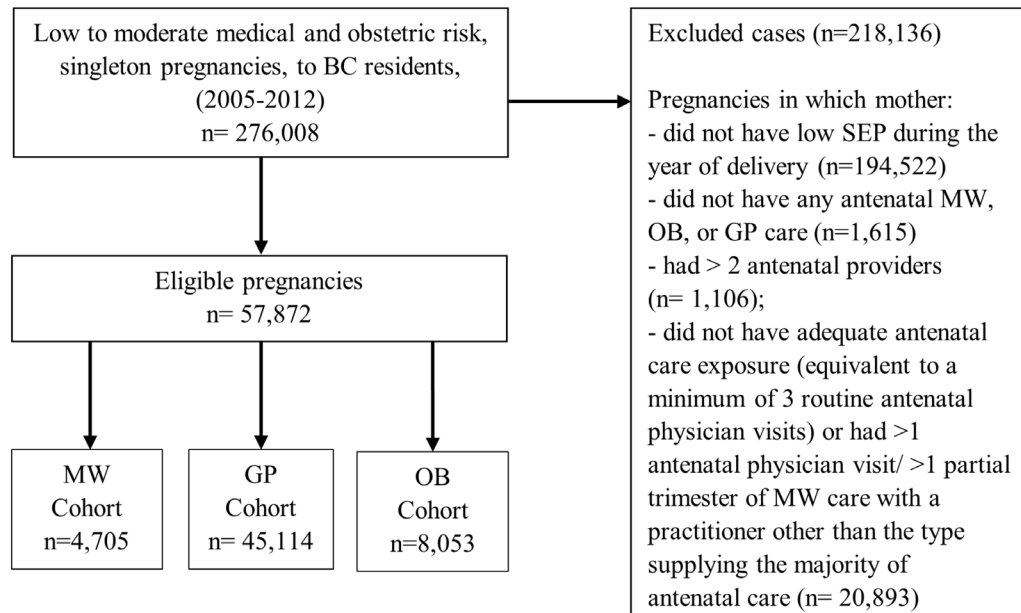 Low to moderate medical and obstetric risk,
singleton pregnancies, to BC residents,
(2005-2012)
n= 276,008
Excluded cases (n=218,136)
Pregnancies in which mother:
- did not have low SEP during the
year of delivery (n=194,522)
- did not have any antenatal MW,
OB, or GP care (n=1,615)
- had > 2 antenatal providers
(n= 1,106);
- did not have adequate antenatal
care exposure (equivalent to a
minimum of 3 routine antenatal
physician visits) or had >1
antenatal physician visit/ >1 partial
trimester of MW care with a
practitioner other than the type
supplying the majority of
antenatal care (n= 20,893)
Eligible pregnancies
n= 57,872
MW
Cohort
n=4,705
GP
Cohort
n= 45,114
OB
Cohort
n=8,053